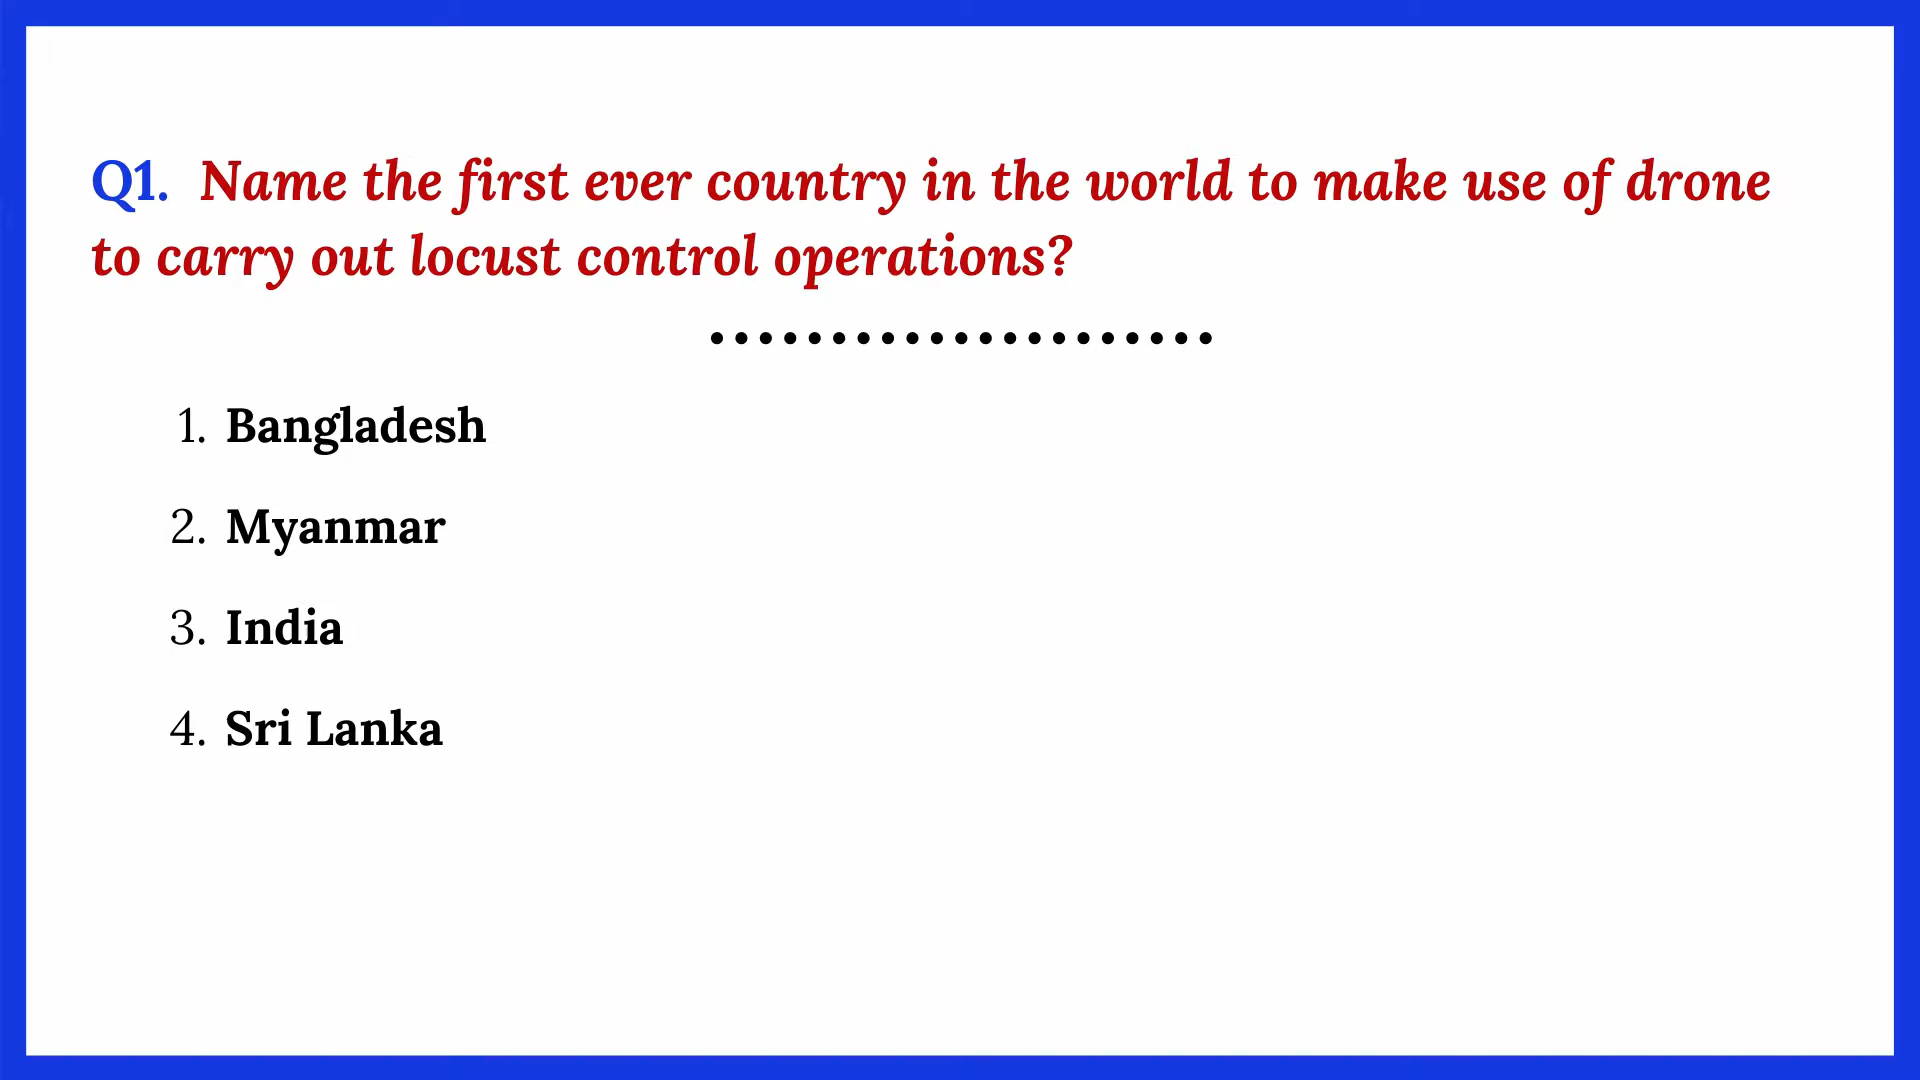 Q1. Name the first ever country in the world to make use of drone
to carry out locust control operations?
1. Bangladesh
2. Myanmar
3. India
4. Sri Lanka